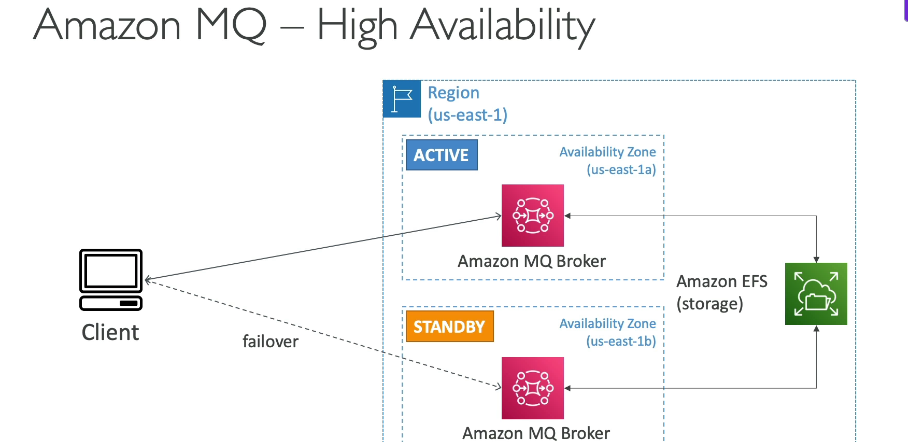 Amazon MQ – High Availability
Region
(us-east-1)
ACTIVE
Availability Zone
(us-east-1a)
Amazon MQ Broker
Amazon EFS
(storage)
Client
failover
STANDBY
Availability Zone
(us-east-1b)
Amazon MQ Broker